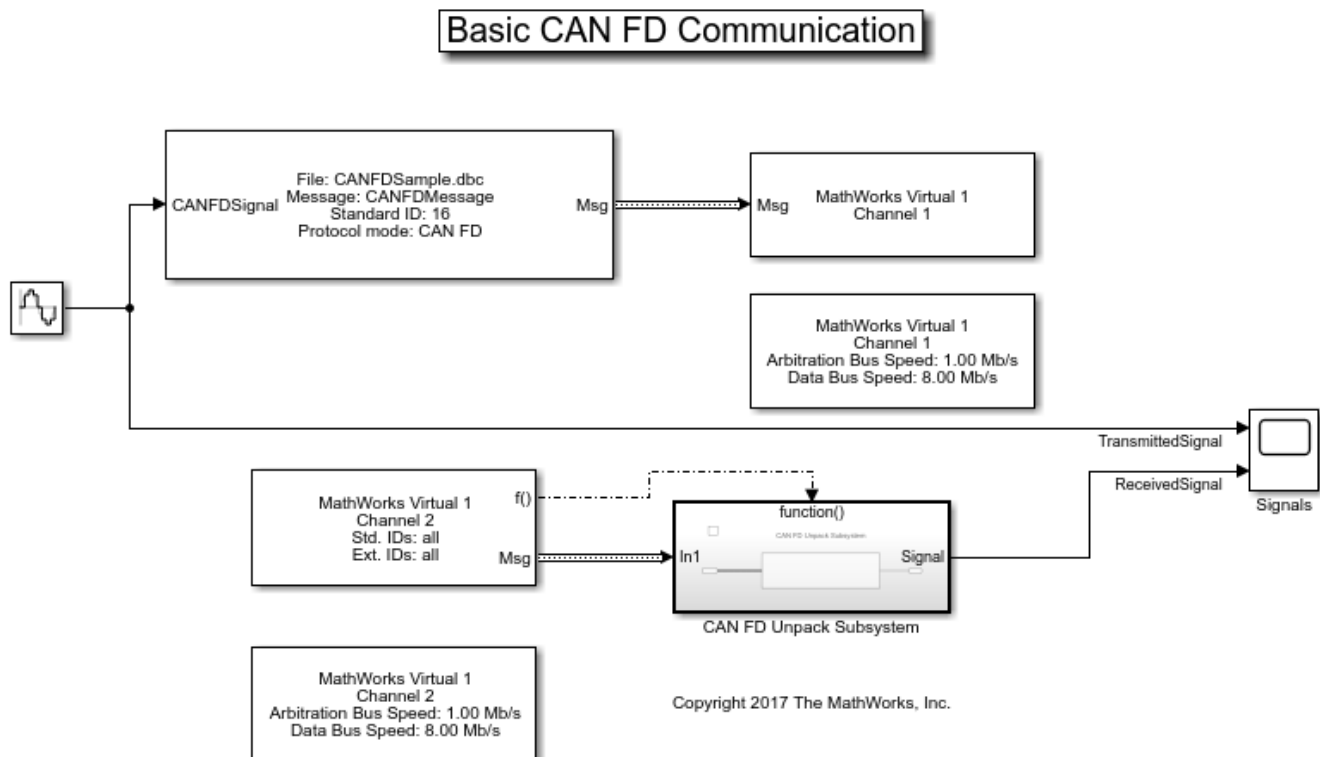 Basic CAN FD Communication
CANFDSignal
File: CANFDSample.dbc
Message: CANFDMessage
Standard ID: 16
Protocol mode: CAN FD
Msg
Msg
MathWorks Virtual 1
Channel 1
MathWorks Virtual 1
Channel 1
Arbitration Bus Speed: 1.00 Mb/s
Data Bus Speed: 8.00 Mb/s
TransmittedSignal
ReceivedSignal
Signals
MathWorks Virtual 1
Channel 2
Std. IDs: all
Ext. IDs: all
f()
Msg
function()
CAN FD Unpack Subsystem
In1
Signal
CAN FD Unpack Subsystem
MathWorks Virtual 1
Channel 2
Arbitration Bus Speed: 1.00 Mb/s
Data Bus Speed: 8.00 Mb/s
Copyright 2017 The MathWorks, Inc.